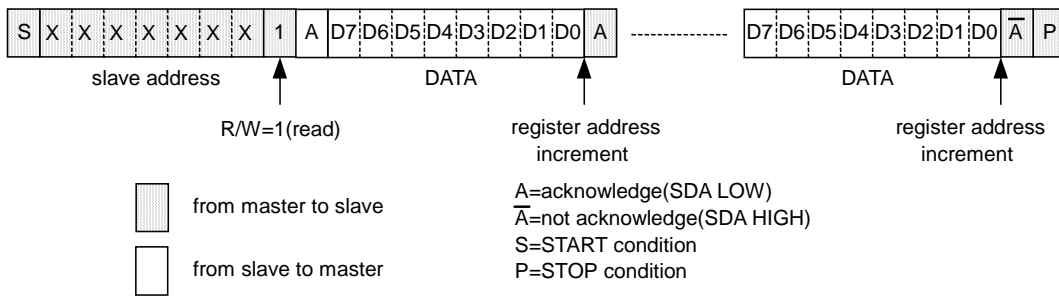 S X X X X X X X 1 A D7 D6 D5 D4 D3 D2 D1 D0 A D7 D6 D5 D4 D3 D2 D1 D0 A̅ P
slave address DATA DATA
R/W=1(read)
register address increment
register address increment
from master to slave
from slave to master
A=acknowledge(SDA LOW)
A̅=not acknowledge(SDA HIGH)
S=START condition
P=STOP condition